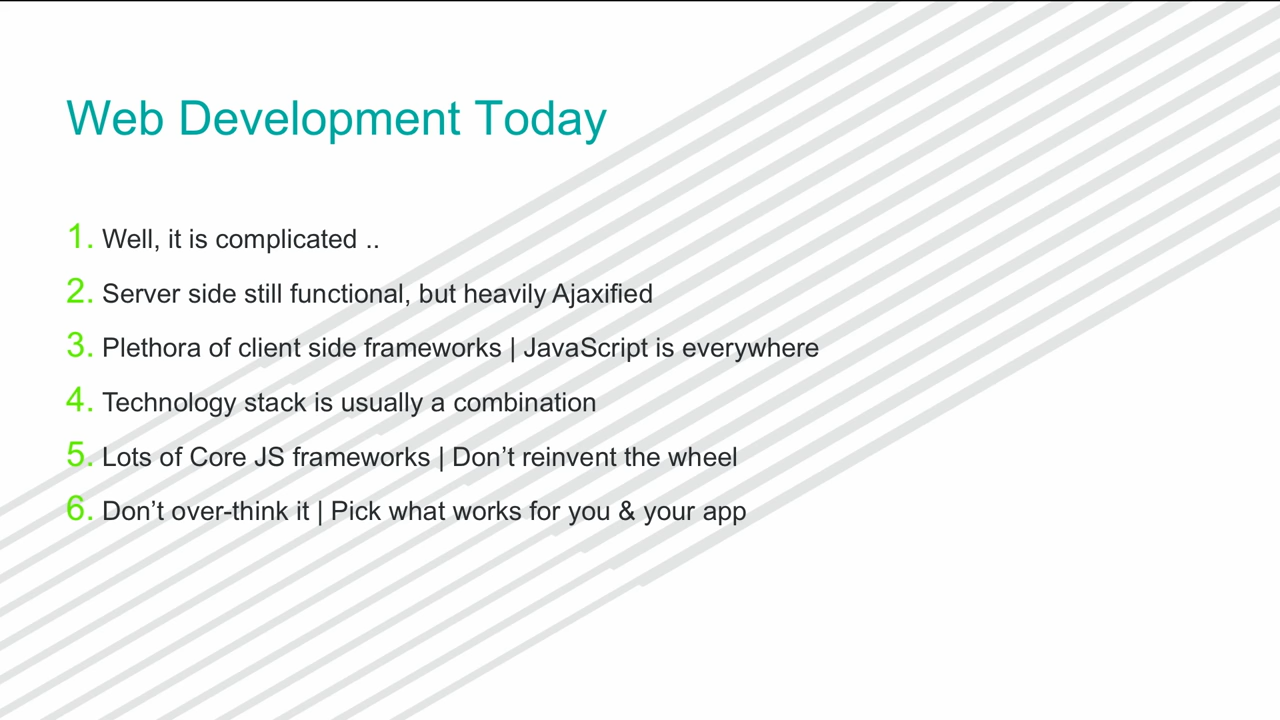 Web Development Today
1. Well, it is complicated ..
2. Server side still functional, but heavily Ajaxified
3. Plethora of client side frameworks | JavaScript is everywhere
4. Technology stack is usually a combination
5. Lots of Core JS frameworks | Don’t reinvent the wheel
6. Don’t over-think it | Pick what works for you & your app